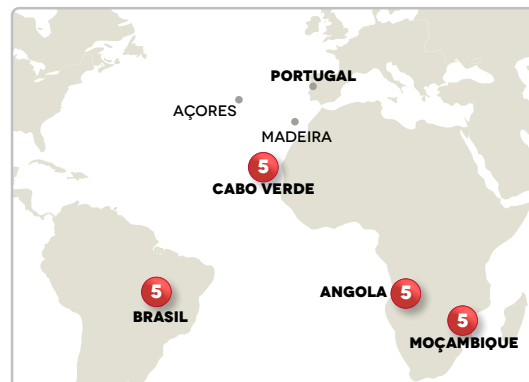 PORTUGAL
AÇORES
MADEIRA
5
CABO VERDE
5
BRASIL
ANGOLA 5
5
MOÇAMBIQUE